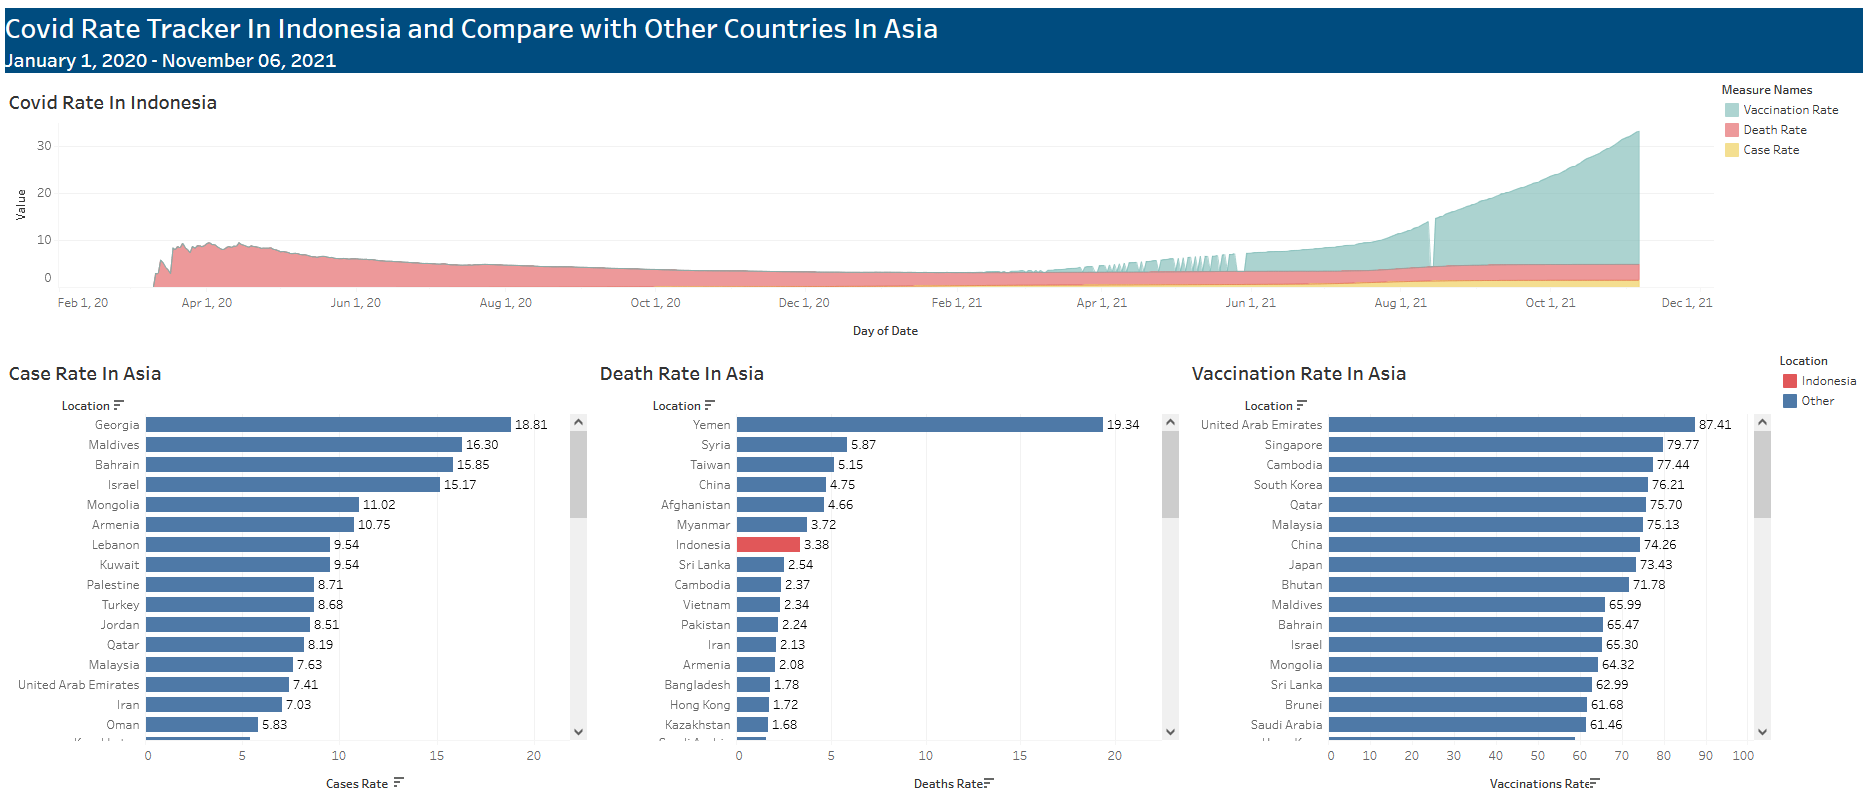 Covid Rate Tracker In Indonesia and Compare with Other Countries In Asia
January 1, 2020 - November 06, 2021
Covid Rate In Indonesia
Measure Names
Vaccination Rate
Death Rate
Case Rate
Value
30
20
10
0
Feb 1, 20 Apr 1, 20 Jun 1, 20 Aug 1, 20 Oct 1, 20 Dec 1, 20 Feb 1, 21 Apr 1, 21 Jun 1, 21 Aug 1, 21 Oct 1, 21 Dec 1, 21
Day of Date
Case Rate In Asia
Location
Georgia 18.81
Maldives 16.30
Bahrain 15.85
Israel 15.17
Mongolia 11.02
Armenia 10.75
Lebanon 9.54
Kuwait 9.54
Palestine 8.71
Turkey 8.68
Jordan 8.51
Qatar 8.19
Malaysia 7.63
United Arab Emirates 7.41
Iran 7.03
Oman 5.83
0 5 10 15 20
Cases Rate
Death Rate In Asia
Location
Yemen 19.34
Syria 5.87
Taiwan 5.15
China 4.75
Afghanistan 4.66
Myanmar 3.72
Indonesia 3.38
Sri Lanka 2.54
Cambodia 2.37
Vietnam 2.34
Pakistan 2.24
Iran 2.13
Armenia 2.08
Bangladesh 1.78
Hong Kong 1.72
Kazakhstan 1.68
0 5 10 15 20
Deaths Rate
Vaccination Rate In Asia
Location
United Arab Emirates 87.41
Singapore 79.77
Cambodia 77.44
South Korea 76.21
Qatar 75.70
Malaysia 75.13
China 74.26
Japan 73.43
Bhutan 71.78
Maldives 65.99
Bahrain 65.47
Israel 65.30
Mongolia 64.32
Sri Lanka 62.99
Brunei 61.68
Saudi Arabia 61.46
0 10 20 30 40 50 60 70 80 90 100
Vaccinations Rate
Location
Indonesia
Other